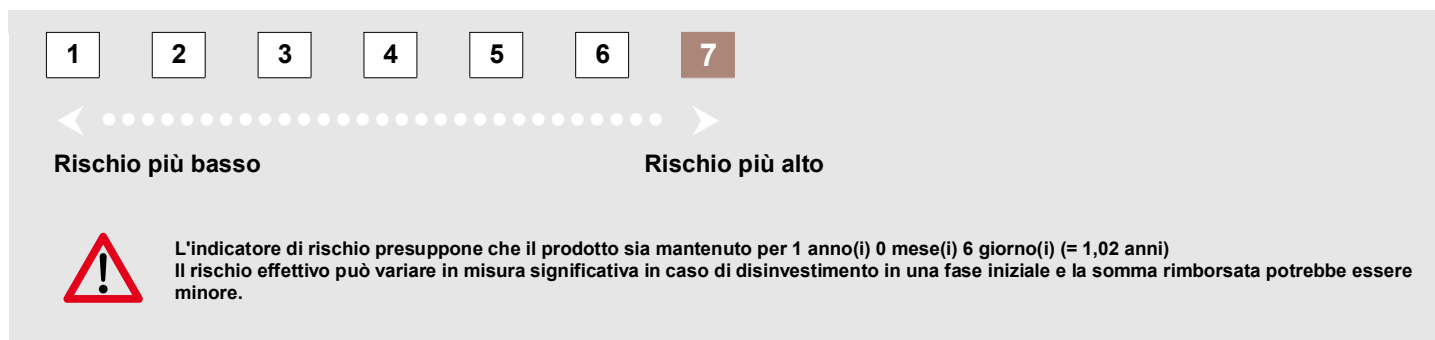 1 2 3 4 5 6 7
Rischio più basso Rischio più alto
L'indicatore di rischio presuppone che il prodotto sia mantenuto per 1 anno(i) 0 mese(i) 6 giorno(i) (= 1,02 anni)
Il rischio effettivo può variare in misura significativa in caso di disinvestimento in una fase iniziale e la somma rimborsata potrebbe essere
minore.